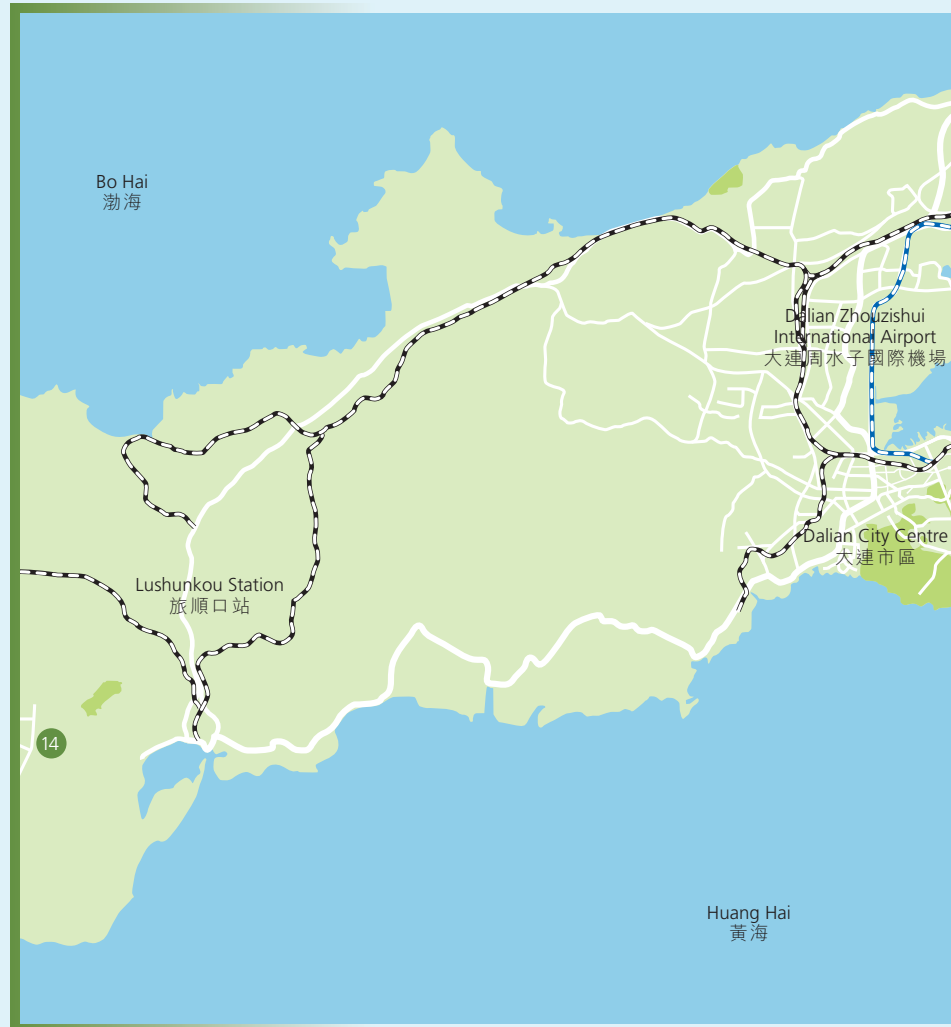 Bo Hai
渤海
Dalian Zhouzishui
International Airport
大連周水子國際機場
Dalian City Centre
大連市區
Lushunkou Station
旅順口站
14
Huang Hai
黃海